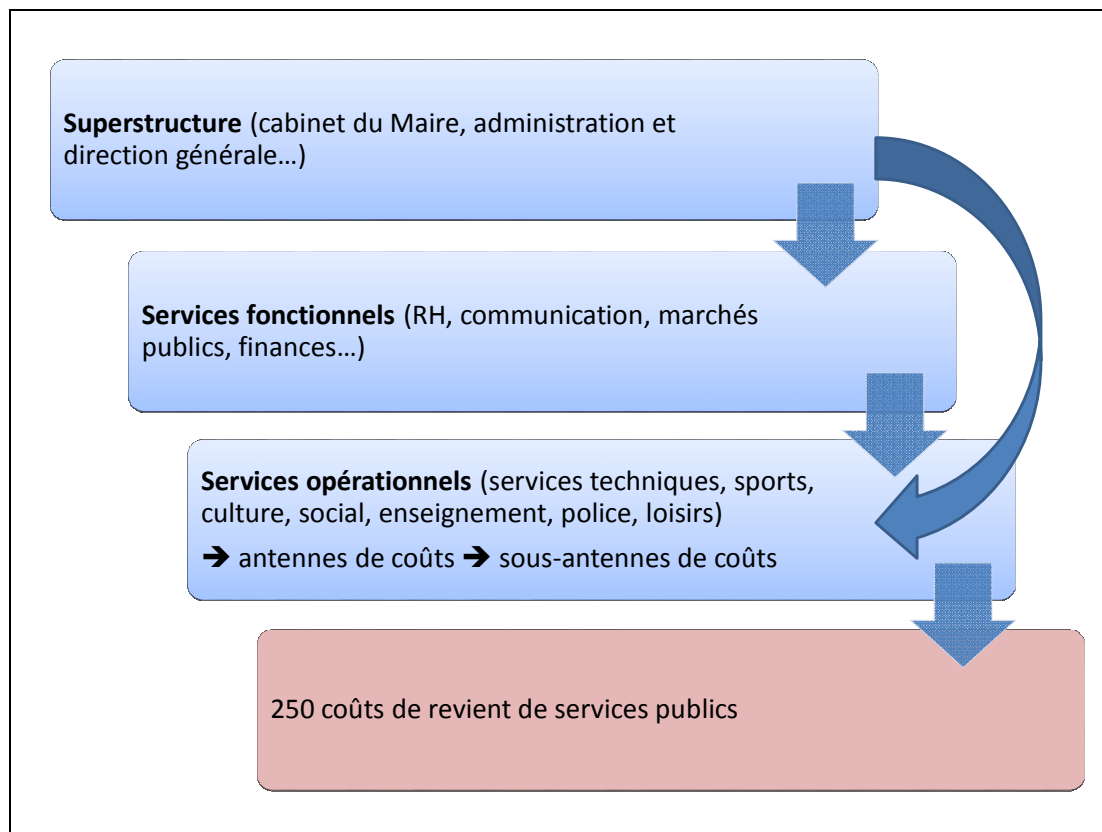 Superstructure (cabinet du Maire, administration et
direction générale…)
Services fonctionnels (RH, communication, marchés
publics, finances…)
Services opérationnels (services techniques, sports,
culture, social, enseignement, police, loisirs)
➔ antennes de coûts ➔ sous-antennes de coûts
250 coûts de revient de services publics